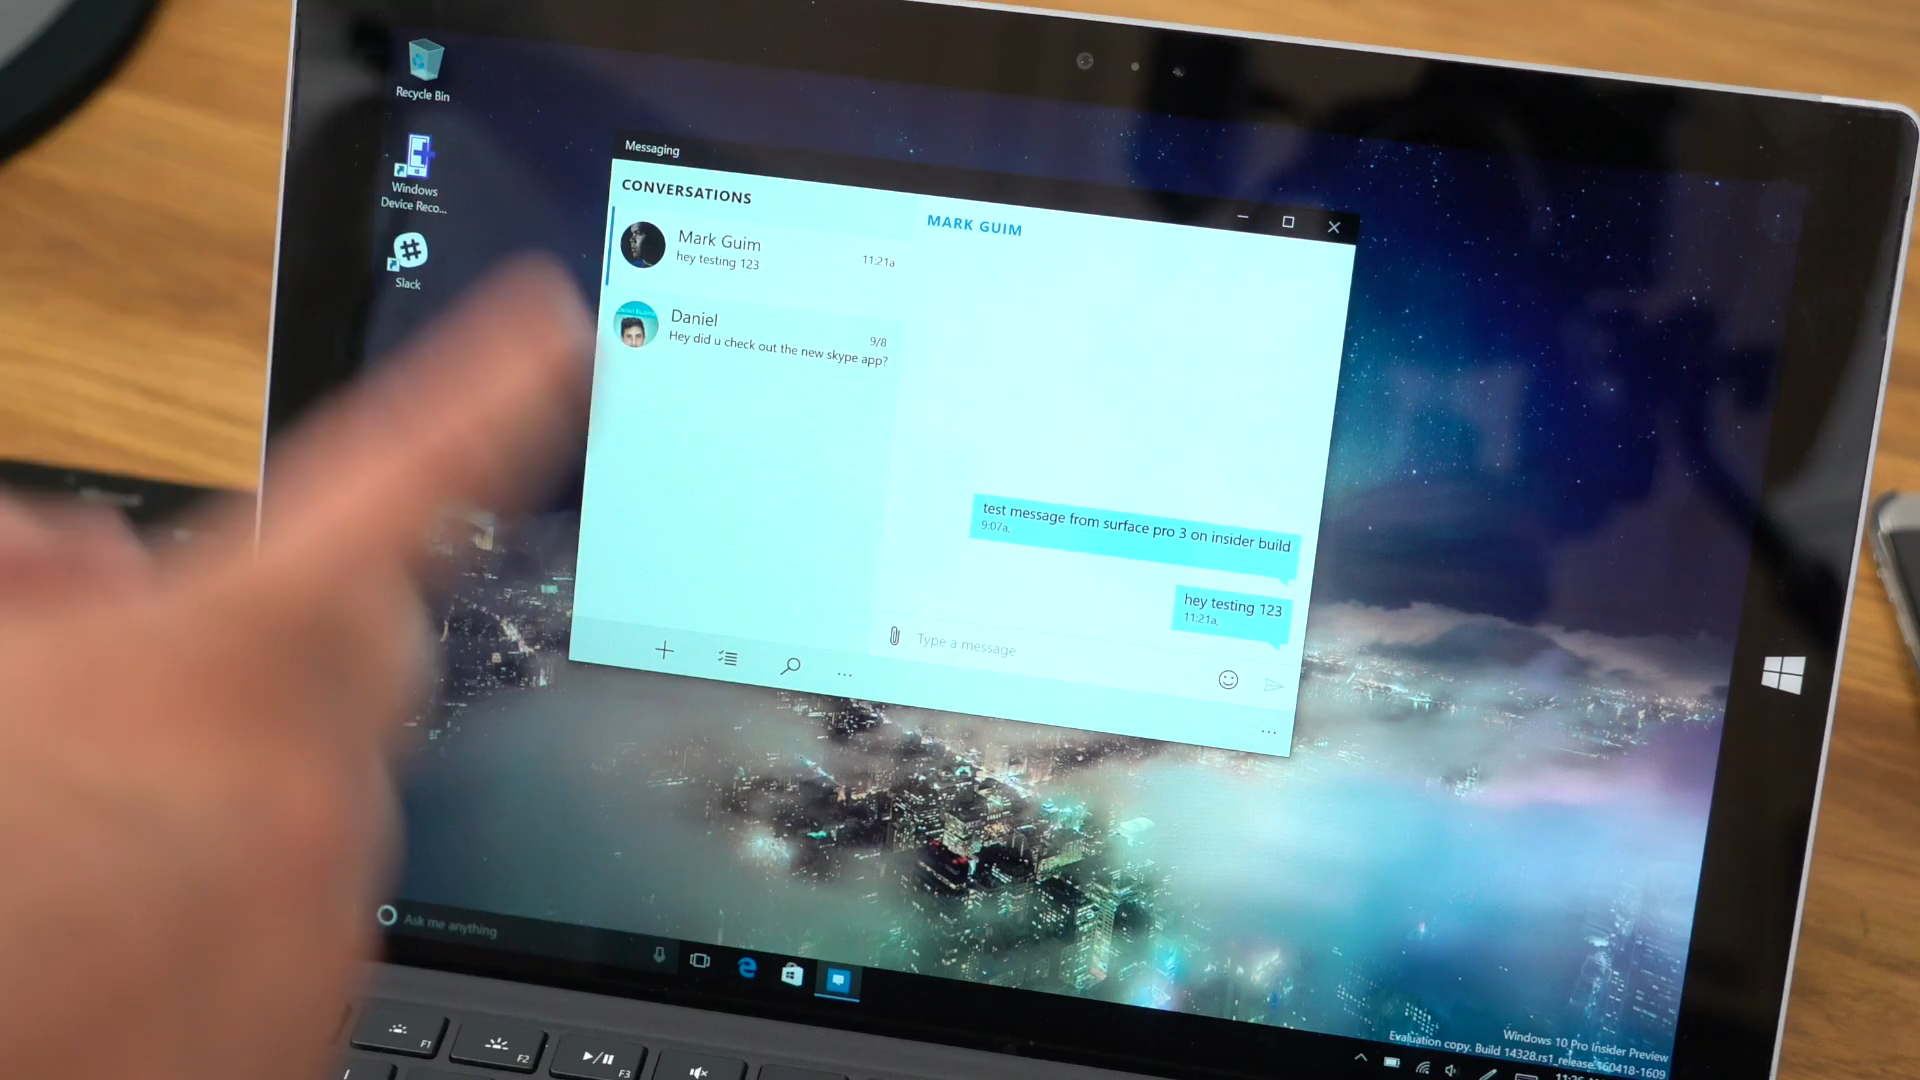 Recycle Bin
Windows
Device Reco...
Slack
Messaging
CONVERSATIONS
Mark Guim
hey testing 123
11:21a
Daniel
9/8
Hey did u check out the new skype app?
MARK GUIM
test message from surface pro 3 on insider build
9:07a,
hey testing 123
11:21a,
Type a message
Ask me anything
Windows 10 Pro Insider Preview
Evaluation copy. Build 14328.rs1_release.160418-1609
F1
F2
F3